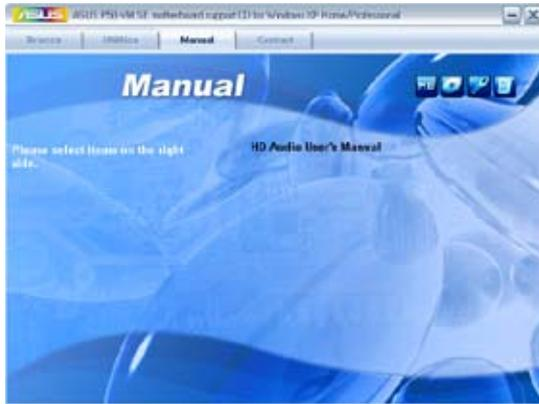 ASUS
ASUS P5B-VM SE motherboard support CD for Windows XP Home/Professional
Drivers Utilities Manual Contact
Manual
Please select items on the right
side.
HD Audio User's Manual